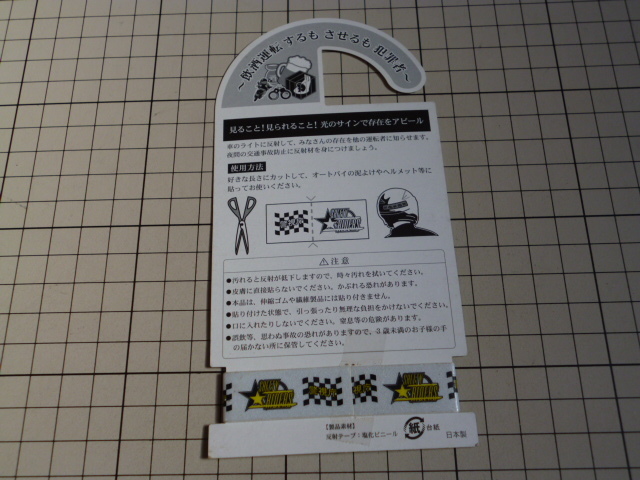 ～飲酒運転 するも させるも 犯罪者～
見ること!見られること! 光のサインで存在をアピール
車のライトに反射して、みなさんの存在を他の運転者に知らせます。
夜間の交通事故防止に反射材を身につけましょう。
使用方法
好きな長さにカットして、オートバイの泥よけやヘルメット等に
貼ってお使いください。
RIDERS
⚠注意
●汚れると反射が低下しますので、時々汚れを拭いてください。
●皮膚に直接貼らないでください。かぶれる恐れがあります。
●本品は、伸縮ゴムや繊維製品には貼り付きません。
●貼り付けた状態で、引っ張ったり無理な負担をかけないでください。
●口に入れたりしないでください。窒息等の危険があります。
●誤飲等、思わぬ事故の恐れがありますので、3歳未満のお子様の手
の届かない所に保管してください。
RIDERS
RIDERS
【製品素材】
反射テープ：塩化ビニール
紙 台紙
日本製